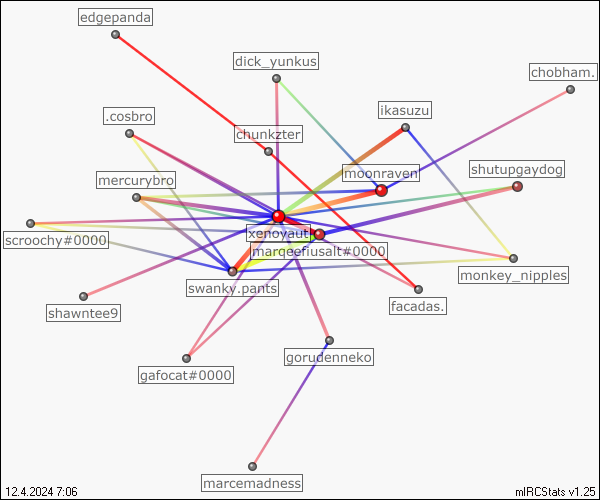 edgepanda
dick_yunkus
chobham.
.cosbro
ikasuzu
chunkzter
moonraven
shutupgaydog
mercurybro
xenoyaut
marqeefiusalt#0000
scroochy#0000
monkey_nipples
swanky.pants
facadas.
shawntee9
gorudenneko
gafocat#0000
marcemadness
12.4.2024 7:06
mIRCStats v1.25